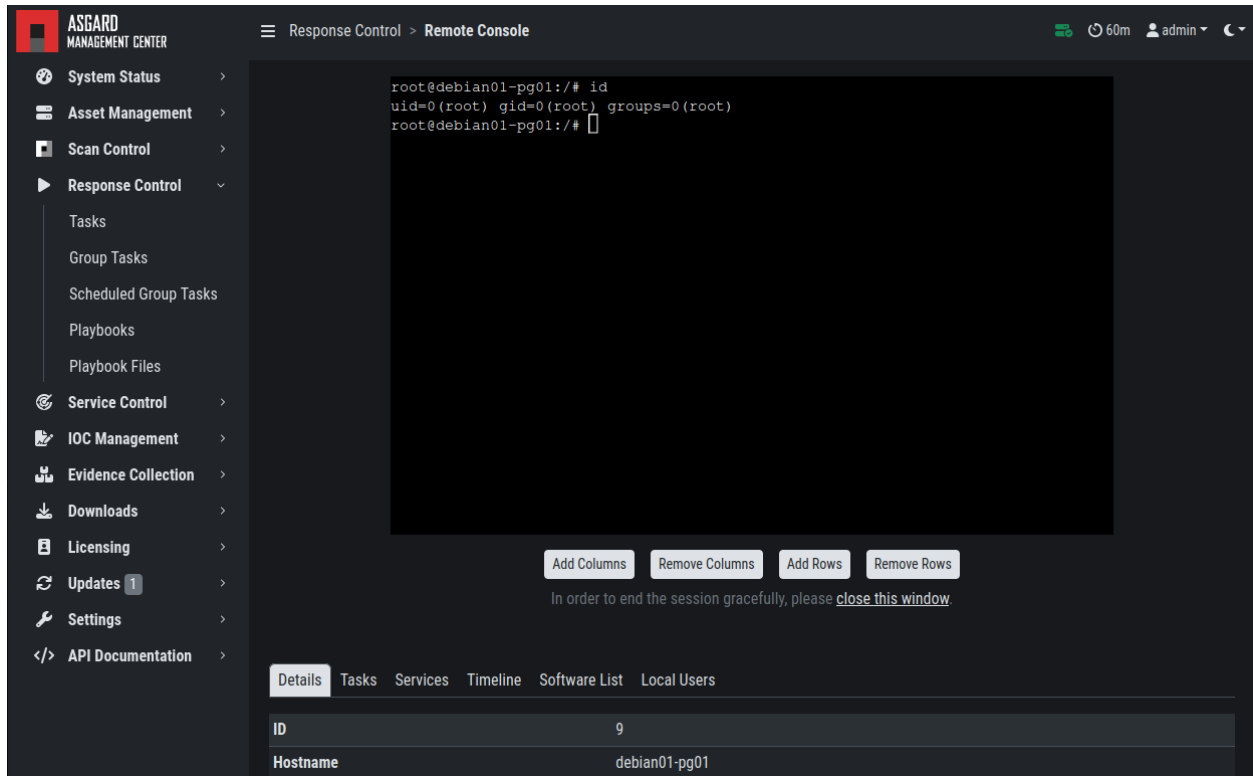 ASGARD
MANAGEMENT CENTER
Response Control > Remote Console
60m
admin
System Status
Asset Management
Scan Control
Response Control
Tasks
Group Tasks
Scheduled Group Tasks
Playbooks
Playbook Files
Service Control
IOC Management
Evidence Collection
Downloads
Licensing
Updates 1
Settings
</> API Documentation
root@debian01-pg01:/# id
uid=0(root) gid=0(root) groups=0(root)
root@debian01-pg01:/#
Add Columns Remove Columns Add Rows Remove Rows
In order to end the session gracefully, please close this window.
Details Tasks Services Timeline Software List Local Users
ID 9
Hostname debian01-pg01